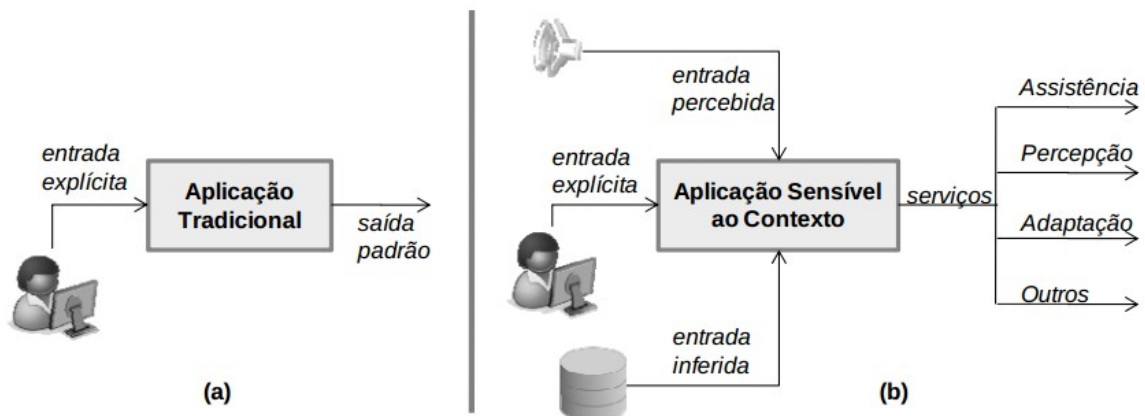 entrada
explícita
Aplicação
Tradicional
saída
padrão
(a)
entrada
percebida
entrada
explícita
Aplicação Sensível
ao Contexto
entrada
inferida
serviços
Assistência
Percepção
Adaptação
Outros
(b)